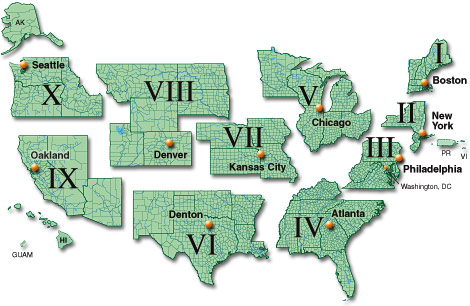 AK
Seattle
X
VIII
V
Chicago
I
Boston
II
New
York
PR
VI
III
Philadelphia
Washington, DC
Oakland
IX
Denver
VII
Kansas City
Denton
VI
IV
Atlanta
HI
GUAM